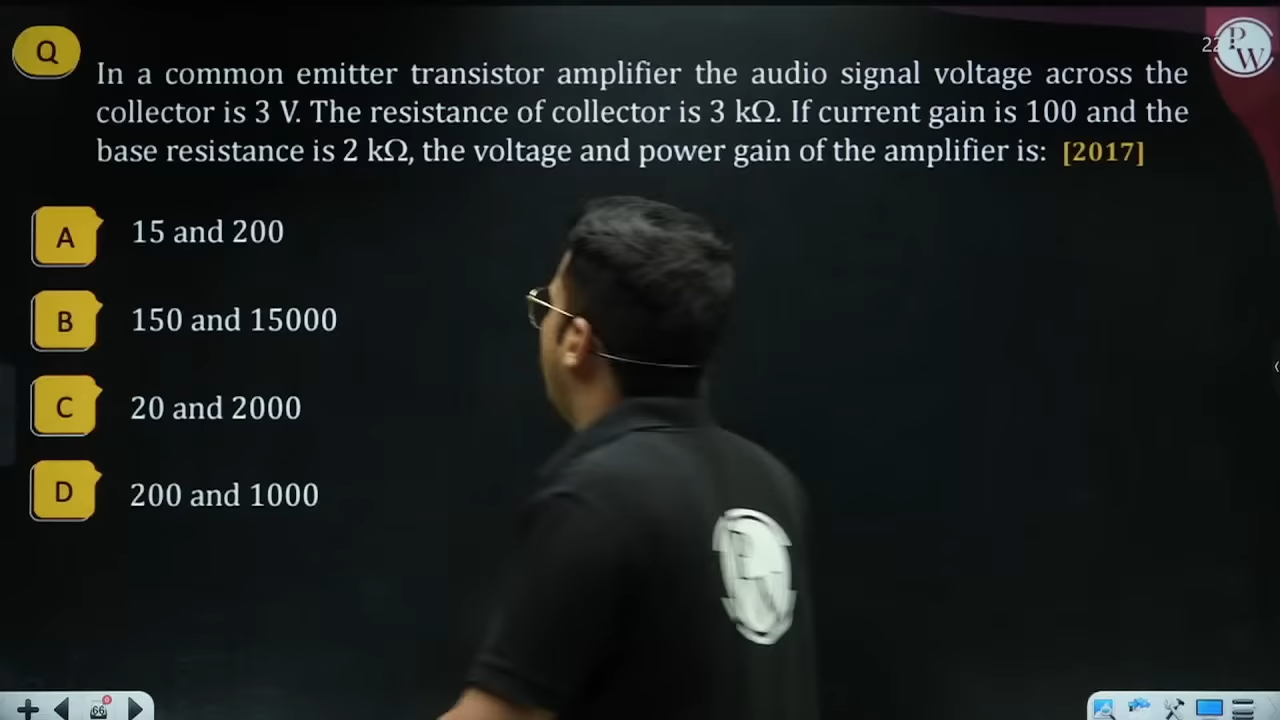 Q
In a common emitter transistor amplifier the audio signal voltage across the
collector is 3 V. The resistance of collector is 3 kΩ. If current gain is 100 and the
base resistance is 2 kΩ, the voltage and power gain of the amplifier is: [2017]
A 15 and 200
B 150 and 15000
C 20 and 2000
D 200 and 1000
PW
66